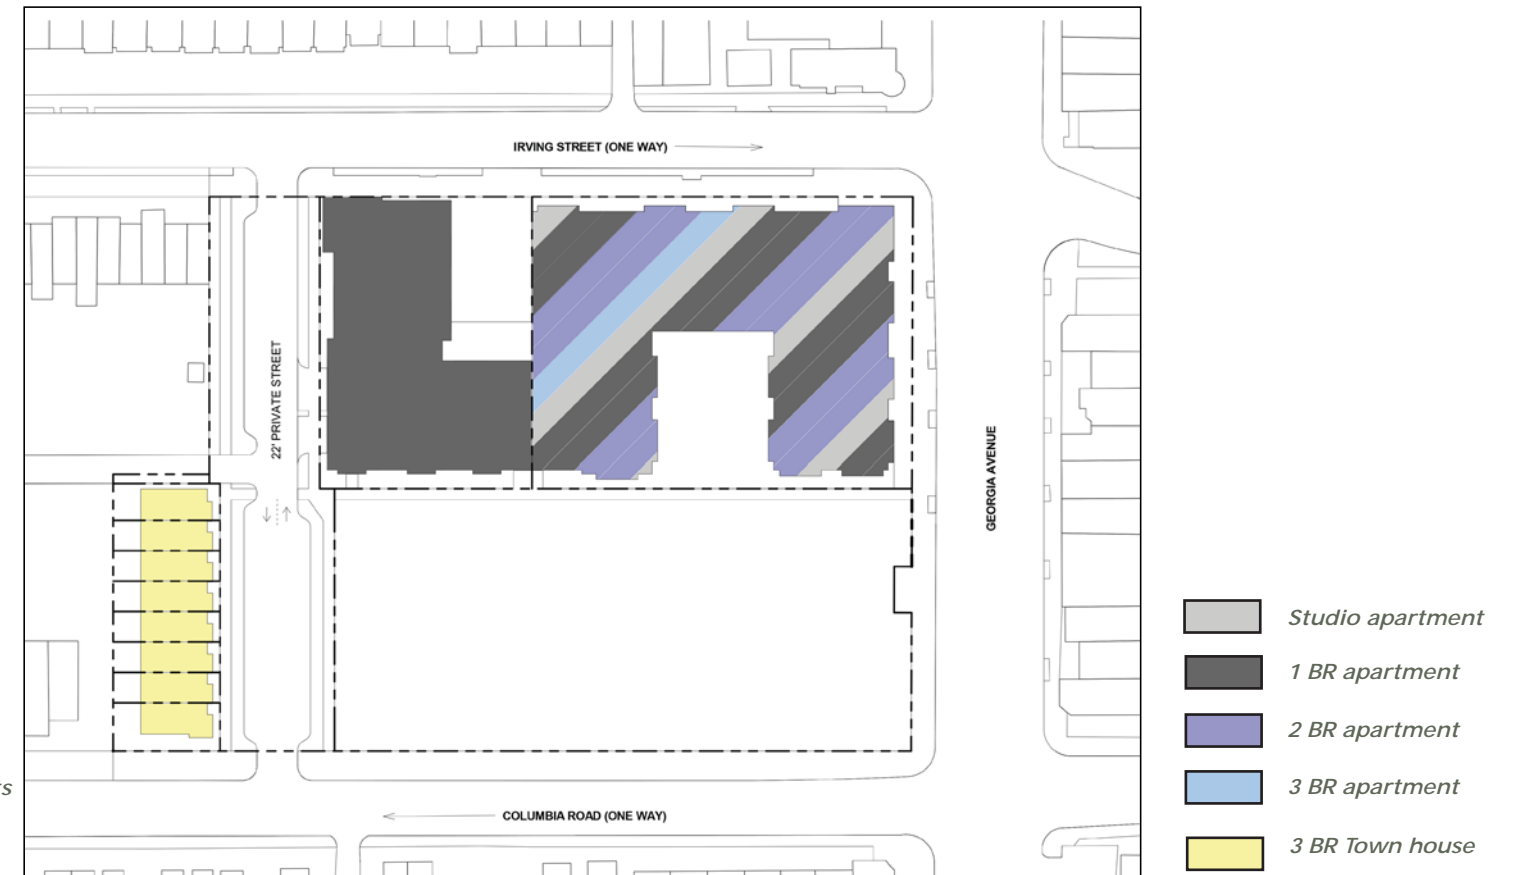 IRVING STREET (ONE WAY)
22' PRIVATE STREET
GEORGIA AVENUE
Studio apartment
1 BR apartment
2 BR apartment
3 BR apartment
3 BR Town house
COLUMBIA ROAD (ONE WAY)